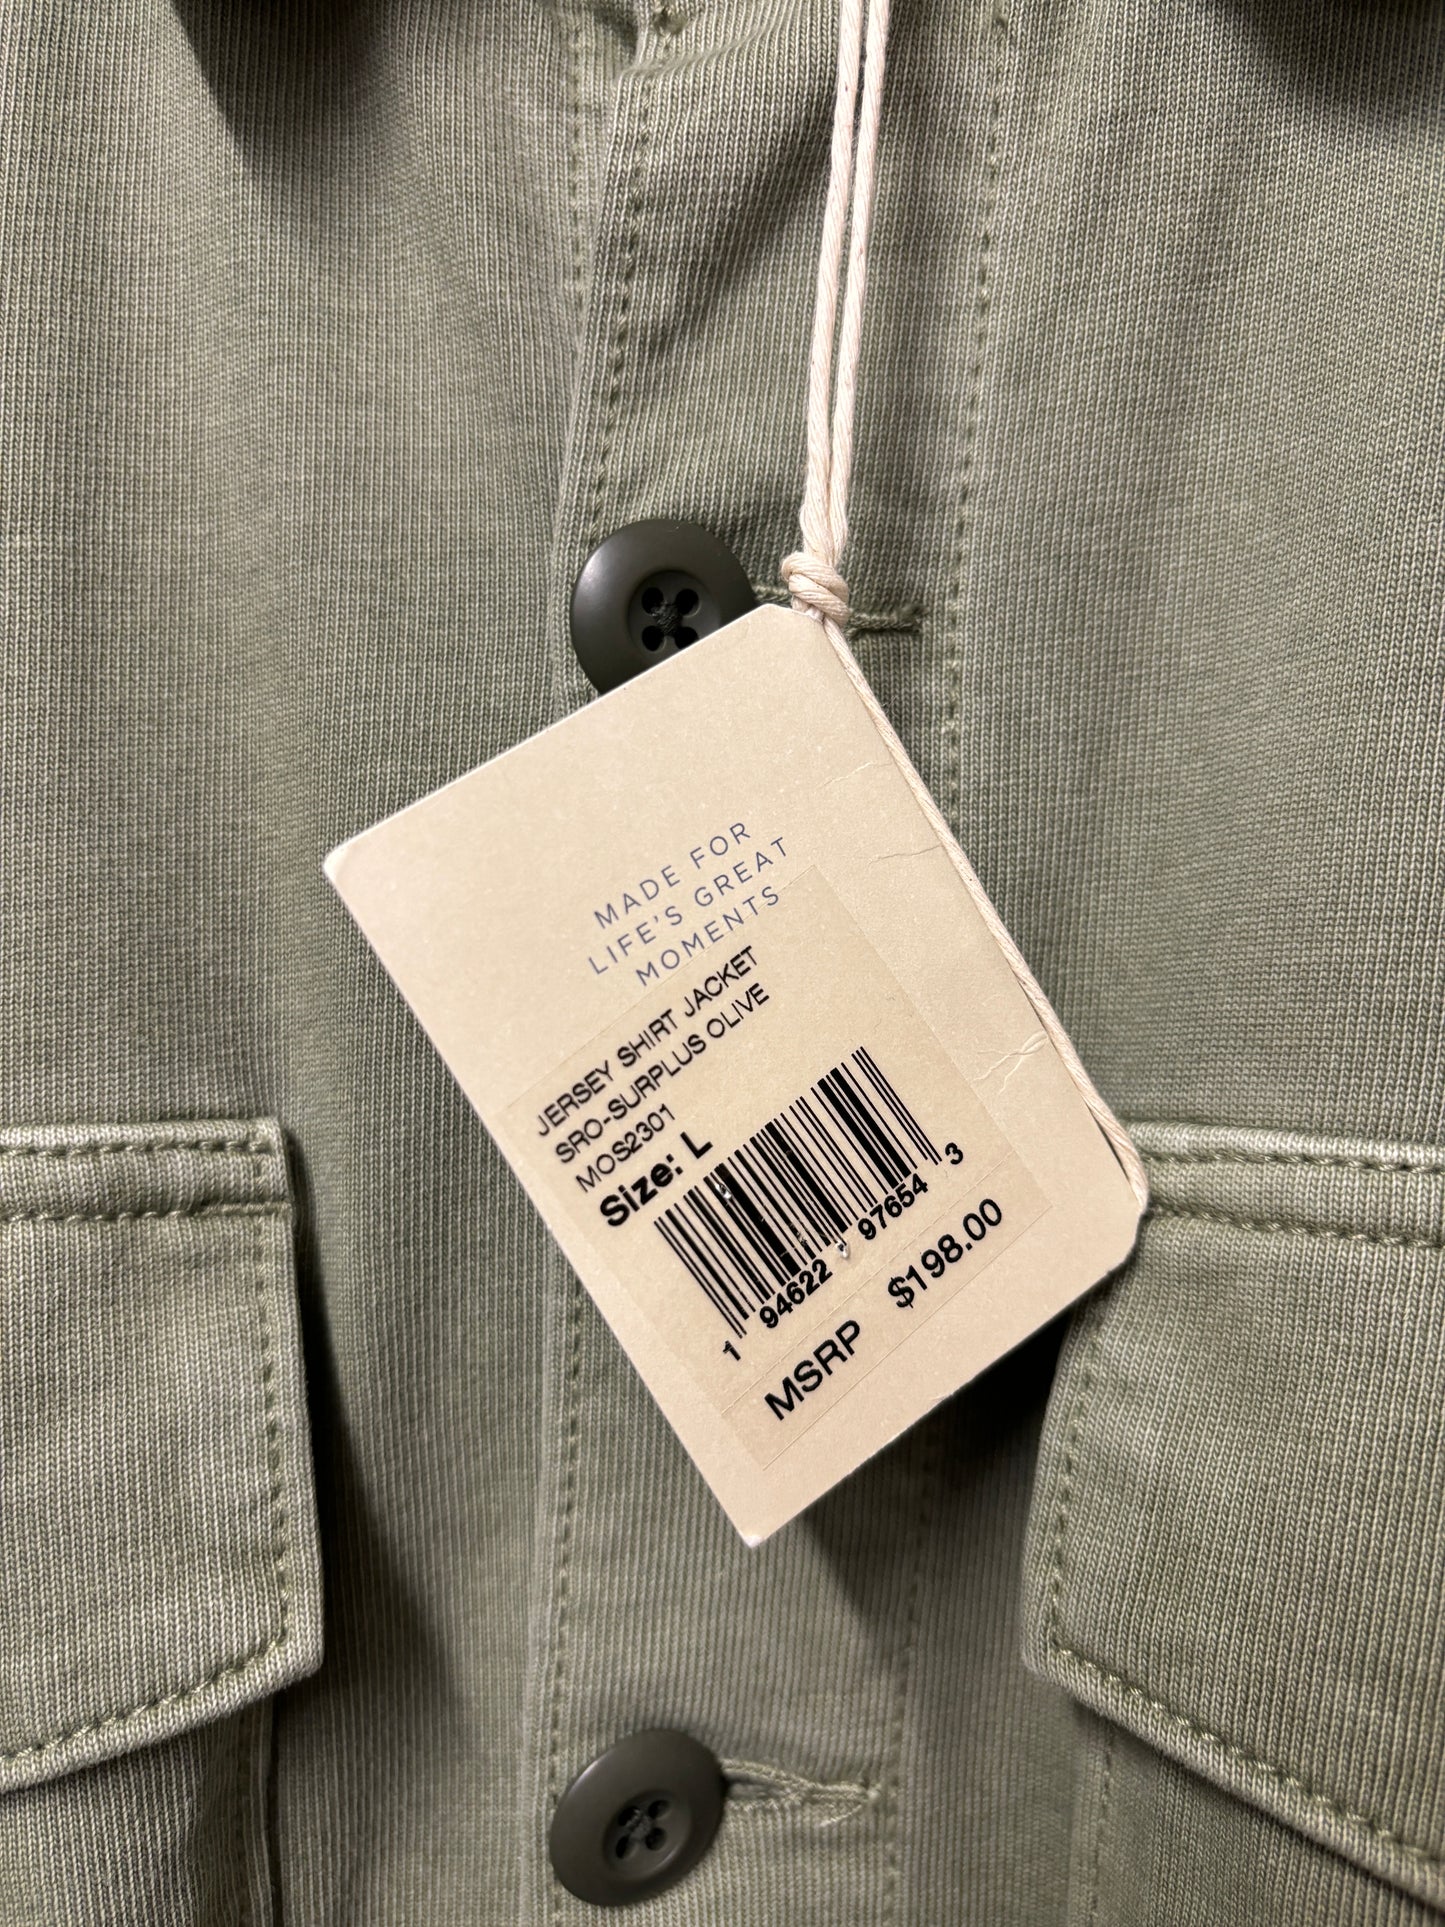 MADE FOR
LIFE'S GREAT
MOMENTS
JERSEY SHIRT JACKET
SRO-SURPLUS OLIVE
MOS2301
Size: L
1 94622 97654 3
MSRP $198.00